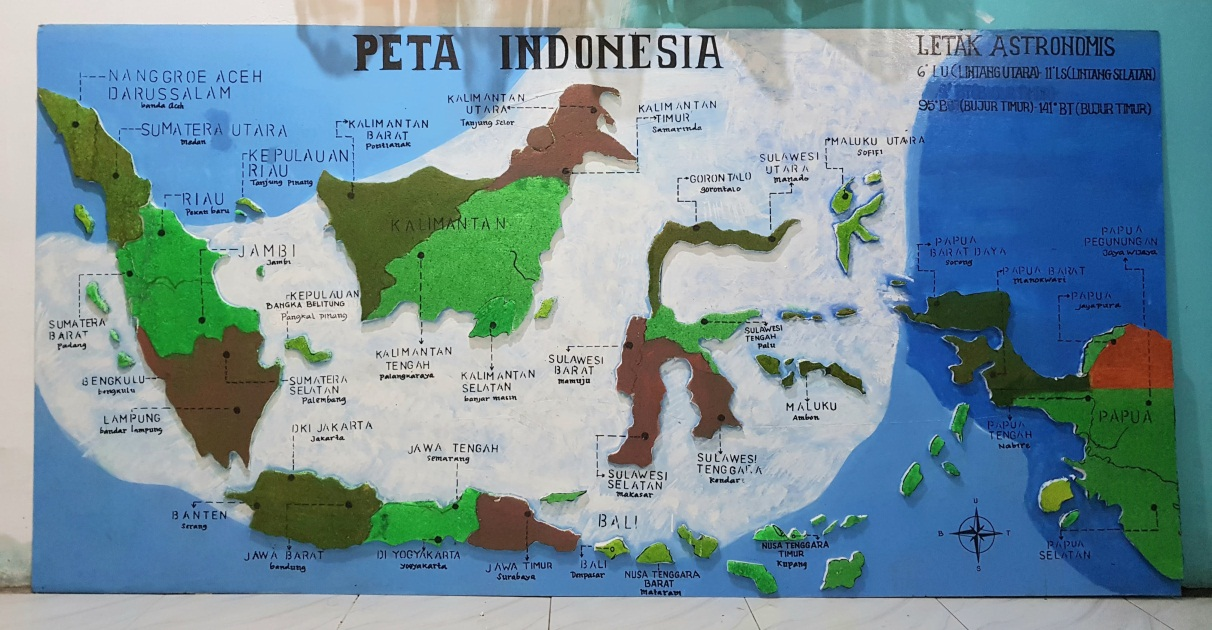 PETA INDONESIA
LETAK ASTRONOMIS
6° LU (LINTANG UTARA)- 11° LS (LINTANG SELATAN)
95° BT (BUJUR TIMUR) -141° BT (BUJUR TIMUR)
NANGGROE ACEH
DARUSSALAM
banda Aceh
SUMATERA UTARA
Medan
KEPULAUAN
RIAU
Tanjung Pinang
RIAU
Pekan baru
JAMBI
Jambi
KEPULAUAN
BANGKA BELITUNG
Pangkal pinang
SUMATERA
BARAT
Padang
BENGKULU
bengkulu
SUMATERA
SELATAN
Palembang
LAMPUNG
bandar lampung
KALIMANTAN
BARAT
Pontianak
KALIMANTAN
UTARA
Tanjung Selor
KALIMANTAN
TIMUR
Samarinda
KALIMANTAN
KALIMANTAN
TENGAH
Palangkaraya
KALIMANTAN
SELATAN
banjar masin
GORONTALO
gorontalo
SULAWESI
UTARA
manado
MALUKU UTARA
SOFIFI
SULAWESI
TENGAH
Palu
SULAWESI
BARAT
mamuju
SULAWESI
SELATAN
Makasar
SULAWESI
TENGGARA
Kendari
MALUKU
Ambon
PAPUA
BARAT DAYA
Sorong
PAPUA BARAT
Manokwari
PAPUA
PEGUNUNGAN
Jaya wijaya
PAPUA
jayapura
PAPUA
PAPUA
TENGAH
Nabire
PAPUA
SELATAN
DKI JAKARTA
Jakarta
BANTEN
Serang
JAWA BARAT
bandung
JAWA TENGAH
Semarang
DI YOGYAKARTA
yogyakarta
JAWA TIMUR
Surabaya
BALI
BALI
Denpasar
NUSA TENGGARA
BARAT
Mataram
NUSA TENGGARA
TIMUR
Kupang
U
B T
S